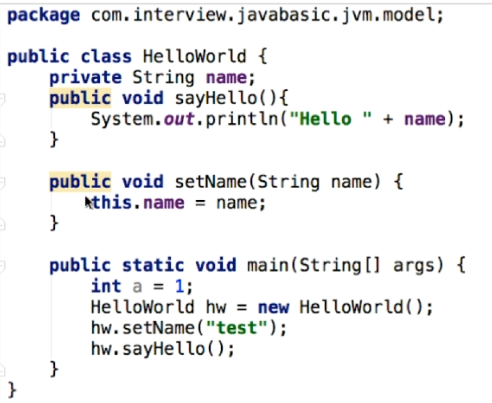 package com.interview.javabasic.jvm.model;
public class HelloWorld {
    private String name;
    public void sayHello(){
        System.out.println("Hello " + name);
    }
    public void setName(String name) {
        this.name = name;
    }
    public static void main(String[] args) {
        int a = 1;
        HelloWorld hw = new HelloWorld();
        hw.setName("test");
        hw.sayHello();
    }
}